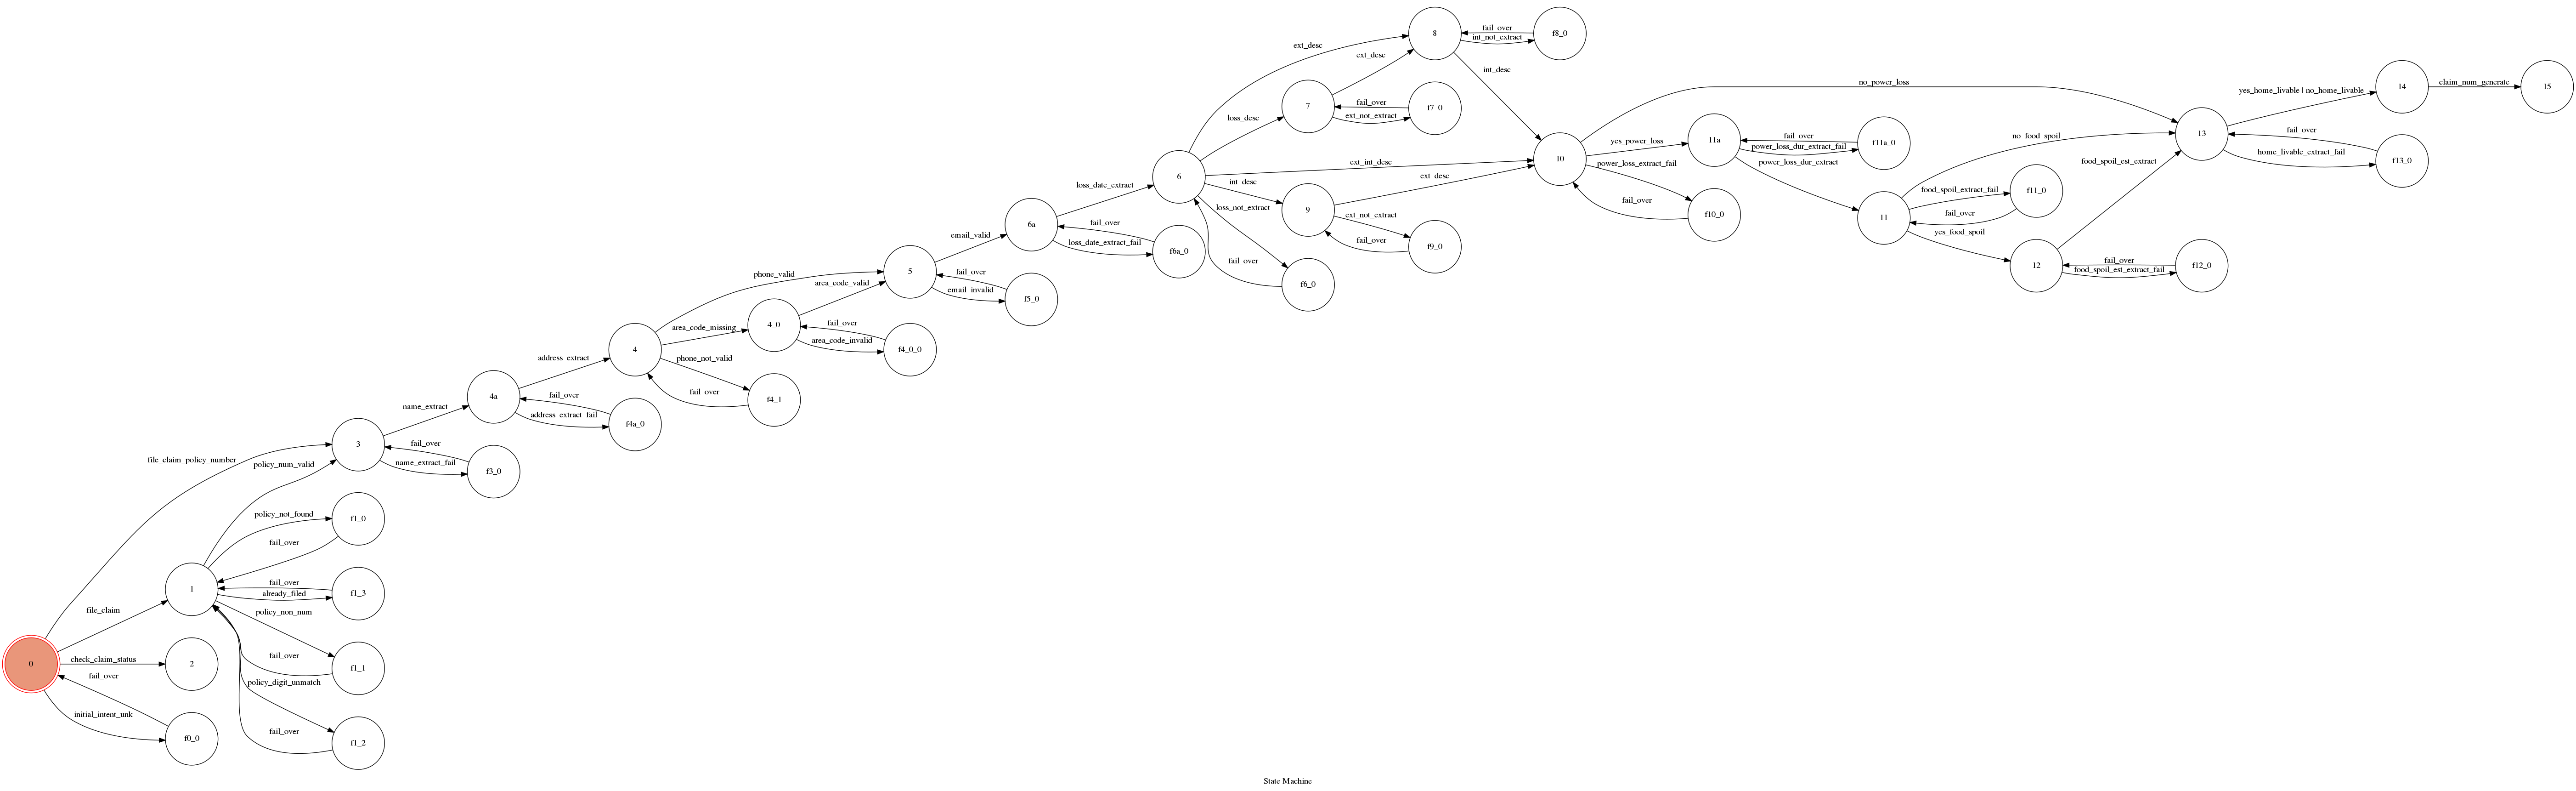 0
file_claim_policy_number
file_claim
check_claim_status
fail_over
initial_intent_unk
1
2
f0_0
policy_num_valid
policy_not_found
fail_over
fail_over
already_filed
policy_non_num
fail_over
policy_digit_unmatch
fail_over
3
f1_0
f1_3
f1_1
f1_2
name_extract
fail_over
name_extract_fail
4a
f3_0
address_extract
fail_over
address_extract_fail
4
f4a_0
phone_valid
area_code_missing
phone_not_valid
fail_over
4_0
f4_1
area_code_valid
fail_over
area_code_invalid
5
f4_0_0
email_valid
fail_over
email_invalid
6a
f5_0
loss_date_extract
fail_over
loss_date_extract_fail
6
f6a_0
ext_desc
loss_desc
ext_int_desc
int_desc
loss_not_extract
fail_over
7
9
f6_0
ext_desc
fail_over
ext_not_extract
ext_desc
ext_not_extract
fail_over
8
f7_0
f9_0
fail_over
int_not_extract
int_desc
f8_0
10
no_power_loss
yes_power_loss
power_loss_extract_fail
fail_over
11a
f10_0
fail_over
power_loss_dur_extract_fail
power_loss_dur_extract
f11a_0
11
no_food_spoil
food_spoil_extract_fail
fail_over
yes_food_spoil
f11_0
12
food_spoil_est_extract
fail_over
food_spoil_est_extract_fail
13
f12_0
yes_home_livable | no_home_livable
fail_over
home_livable_extract_fail
14
f13_0
claim_num_generate
15
State Machine